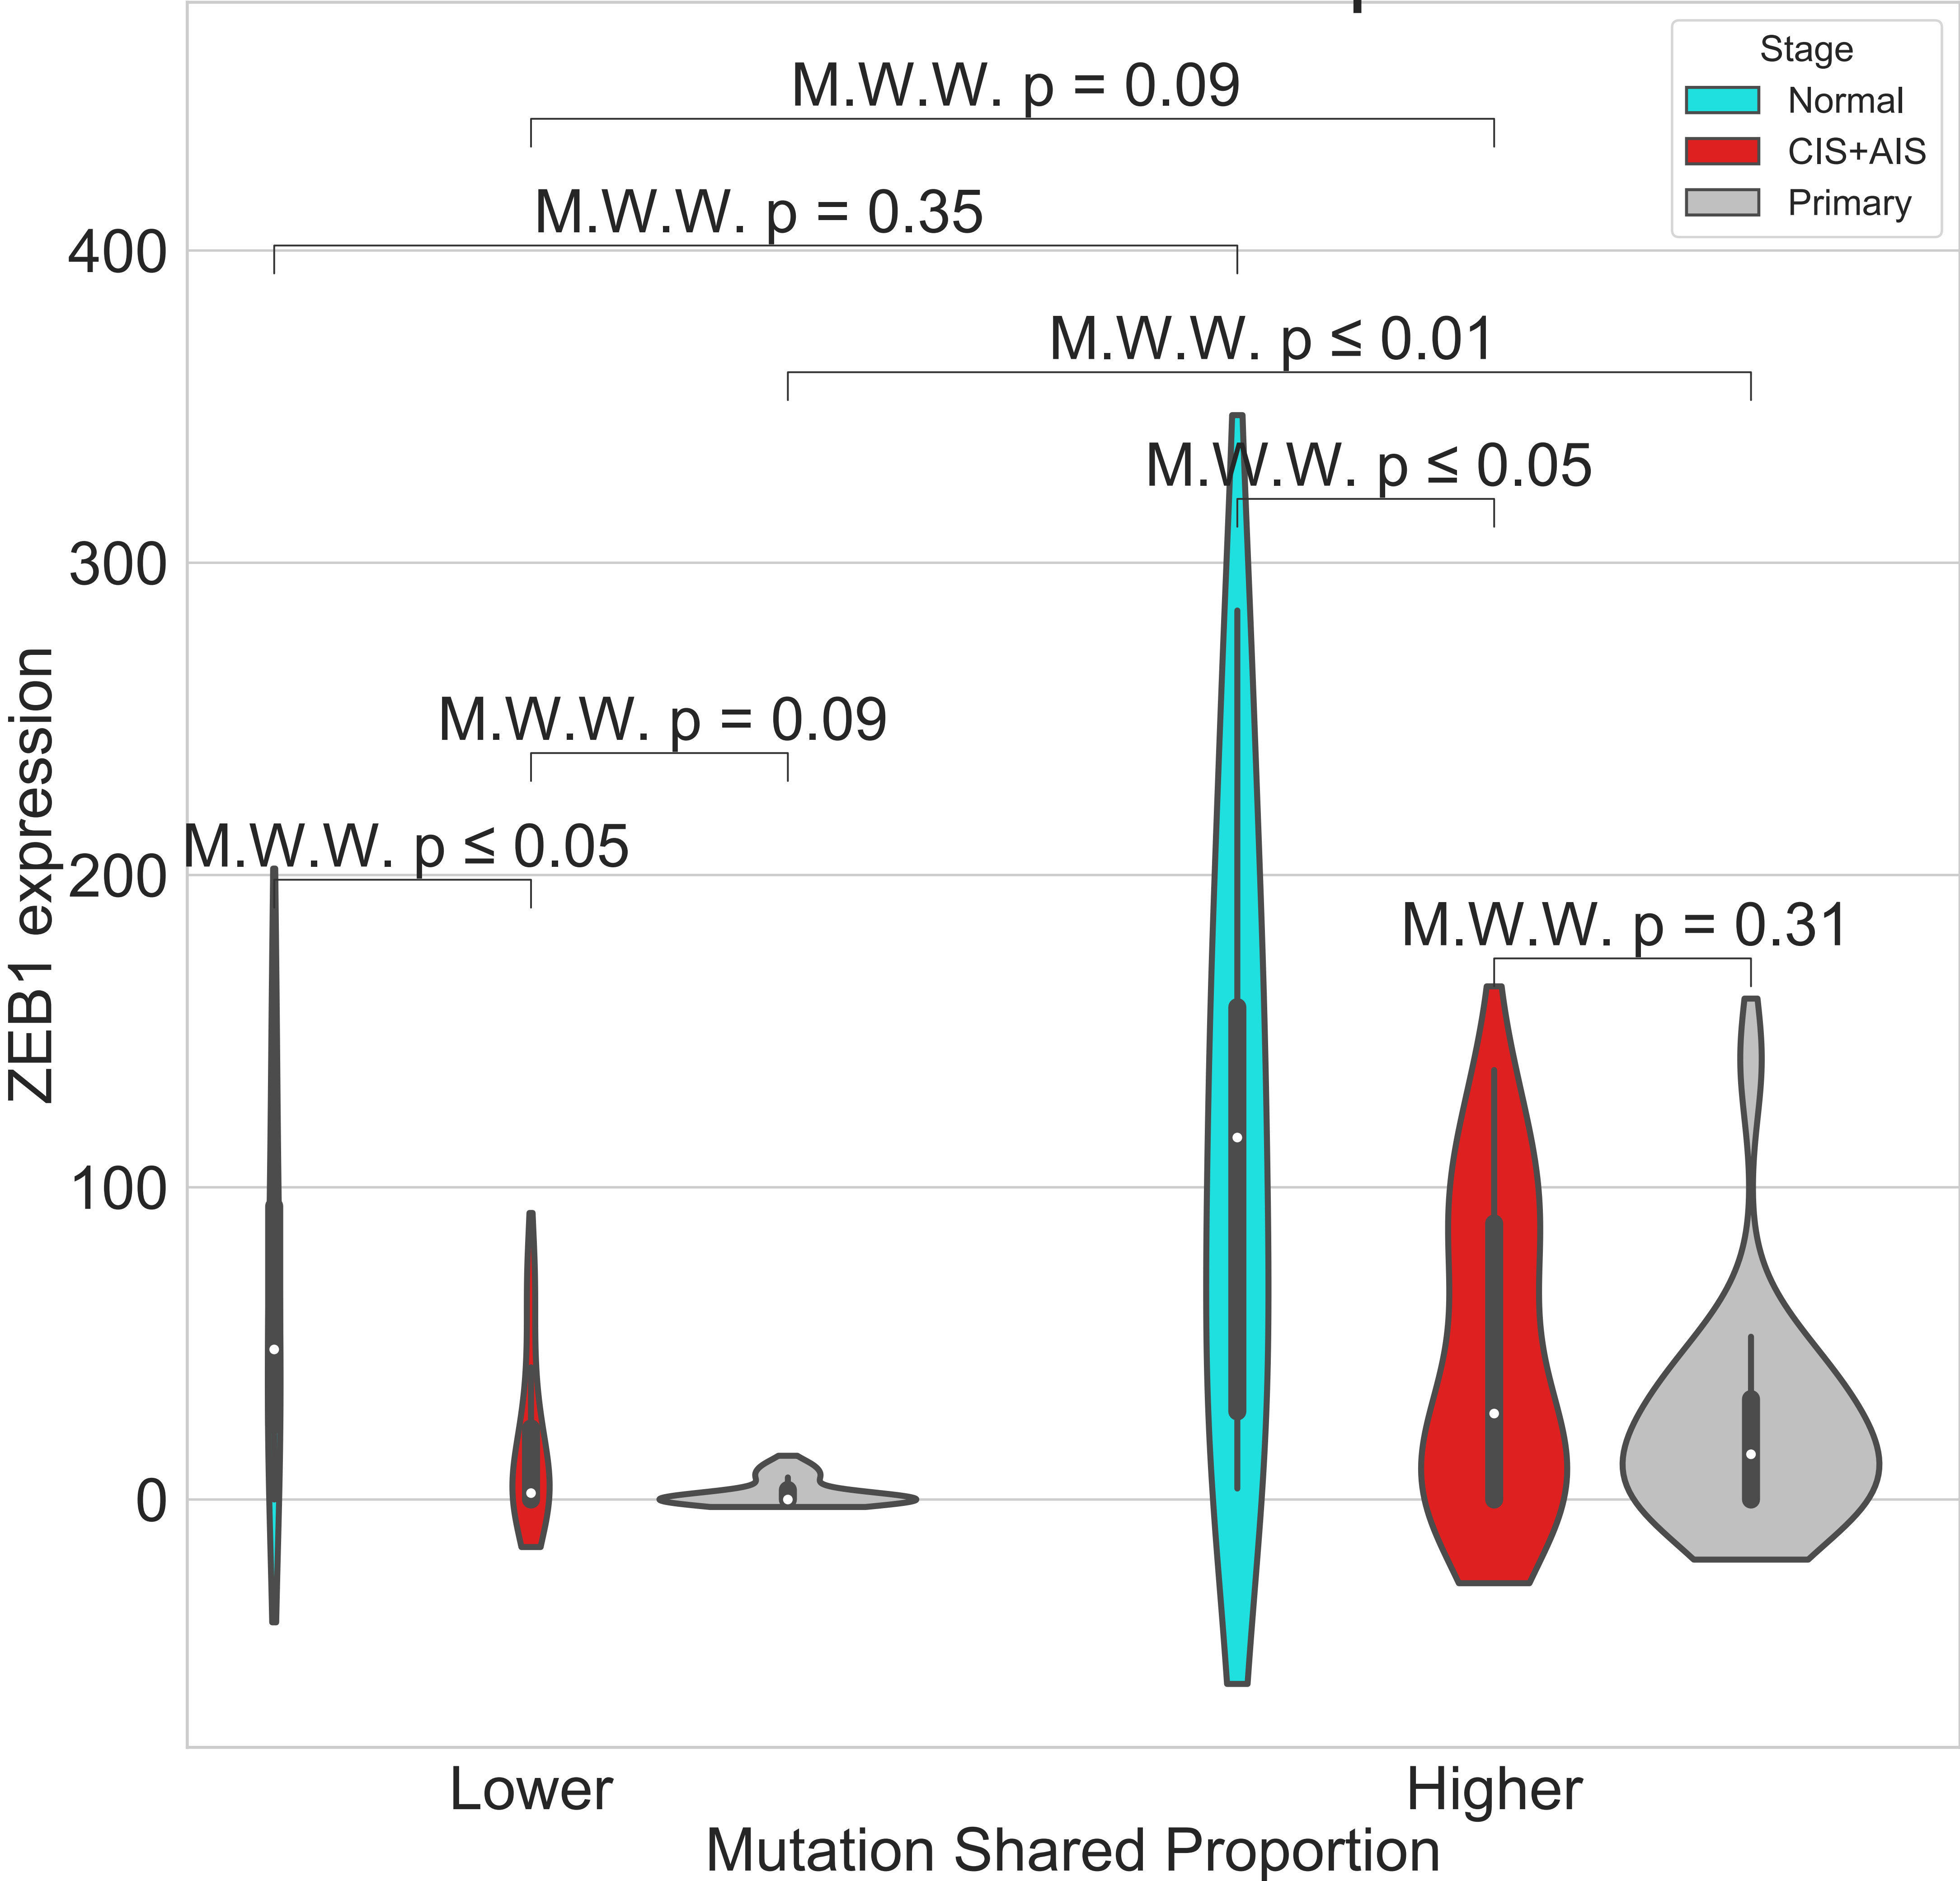 Stage
Normal
CIS+AIS
Primary
M.W.W. p = 0.09
M.W.W. p = 0.35
M.W.W. p ≤ 0.01
M.W.W. p ≤ 0.05
M.W.W. p = 0.09
M.W.W. p ≤ 0.05
M.W.W. p = 0.31
400
300
200
100
0
ZEB1 expression
Lower
Higher
Mutation Shared Proportion